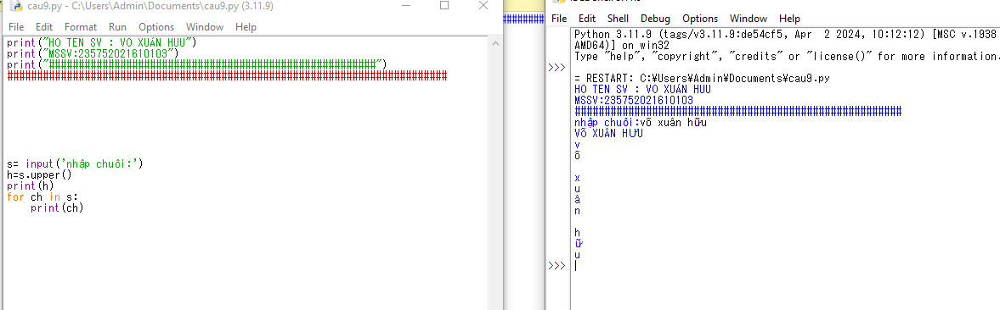 cau9.py - C:\Users\Admin\Documents\cau9.py (3.11.9)
File Edit Format Run Options Window Help
print("HO TEN SV : VO XUÁN HUU")
print("MSSV:235752021610103")
print("#######################################################")
##########################################################################
s= input('nhập chuỗi:')
h=s.upper()
print(h)
for ch in s:
    print(ch)
File Edit Shell Debug Options Window Help
Python 3.11.9 (tags/v3.11.9:de54cf5, Apr  2 2024, 10:12:12) [MSC v.1938
AMD64)] on win32
Type "help", "copyright", "credits" or "license()" for more information.
>>>
= RESTART: C:¥Users¥Admin¥Documents¥cau9.py
HO TEN SV : VO XUÁN HUU
MSSV:235752021610103
#######################################################
nhập chuỗi:võ xuân hữu
VÕ XUÂN HỮU
v
õ
x
u
â
n
h
ữ
u
>>>